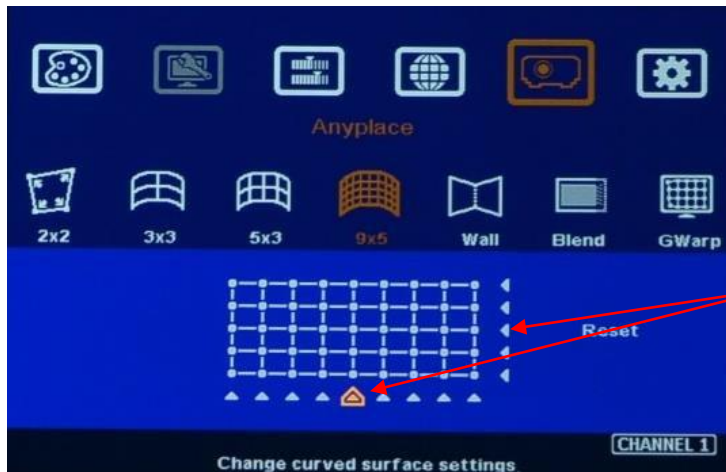 Anyplace
2x2 3x3 5x3 9x5 Wall Blend GWarp
Reset
CHANNEL 1
Change curved surface settings